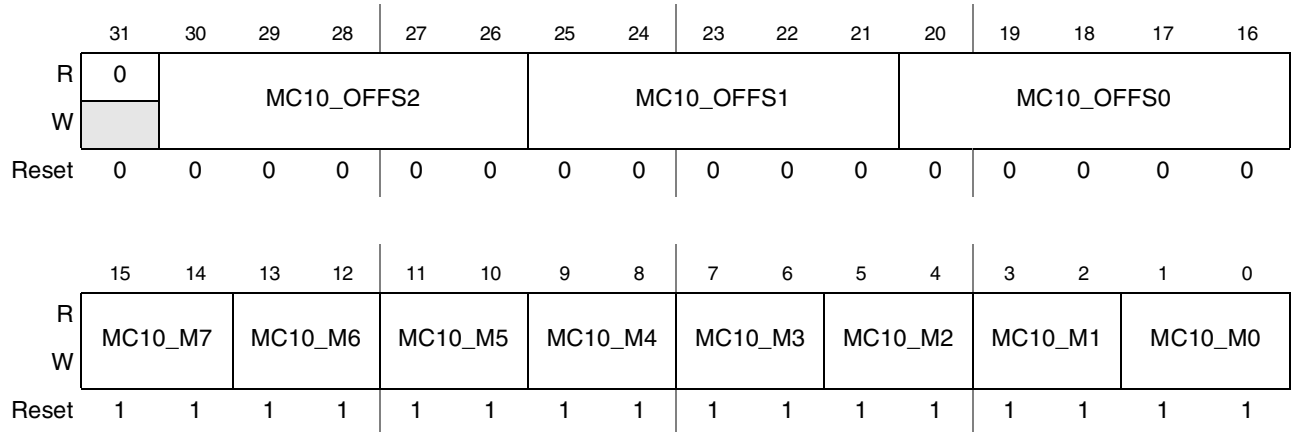 31 30 29 28 27 26 25 24 23 22 21 20 19 18 17 16
R 0 MC10_OFFS2 MC10_OFFS1 MC10_OFFS0
W
Reset 0 0 0 0 0 0 0 0 0 0 0 0 0 0 0 0
15 14 13 12 11 10 9 8 7 6 5 4 3 2 1 0
R
MC10_M7 MC10_M6 MC10_M5 MC10_M4 MC10_M3 MC10_M2 MC10_M1 MC10_M0
W
Reset 1 1 1 1 1 1 1 1 1 1 1 1 1 1 1 1